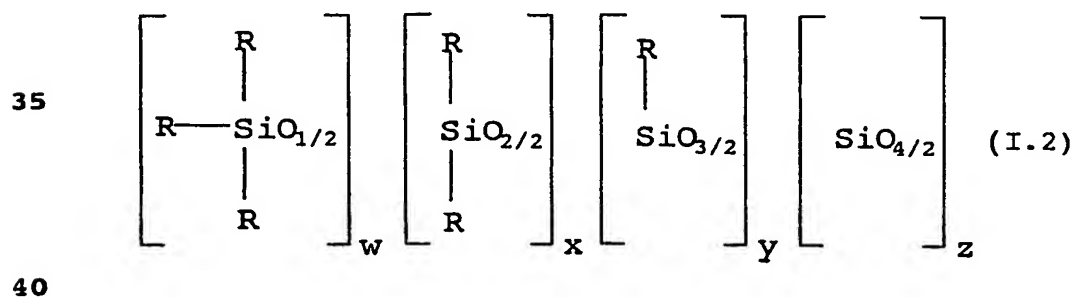 R R R
35
R SiO1/2 SiO2/2 SiO3/2 SiO4/2 (I.2)
R R
w x y z
40